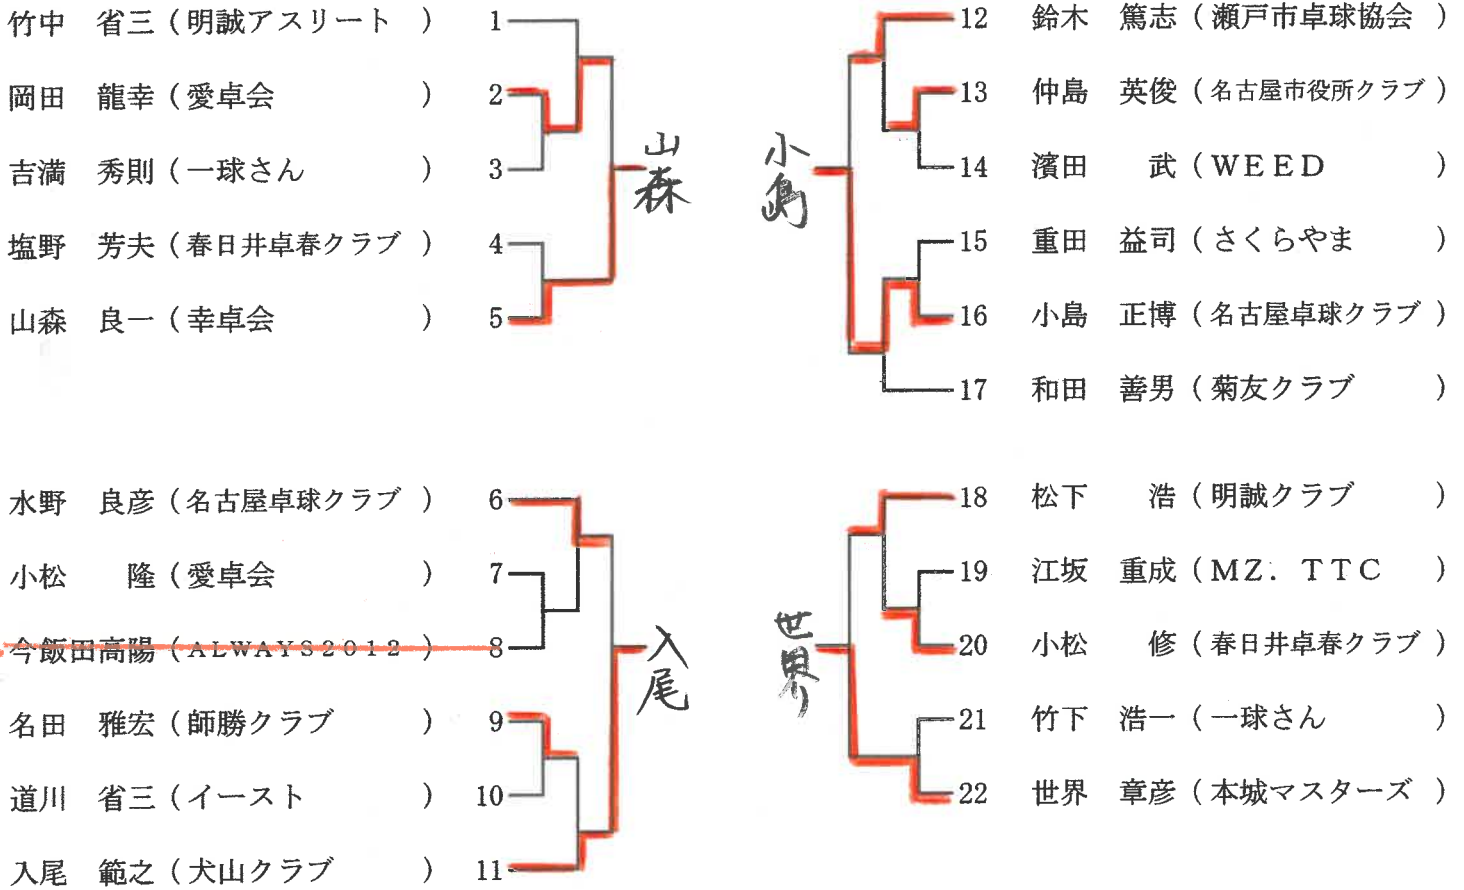 竹中　省三（明誠アスリート　）　1
岡田　龍幸（愛卓会　）　2
吉満　秀則（一球さん　）　3
塩野　芳夫（春日井卓春クラブ　）　4
山森　良一（幸卓会　）　5
山森
水野　良彦（名古屋卓球クラブ　）　6
小松　隆（愛卓会　）　7
今飯田高陽（ALWAYS2012　）　8
名田　雅宏（師勝クラブ　）　9
道川　省三（イースト　）　10
入尾　範之（犬山クラブ　）　11
入尾
12　鈴木　篤志（瀬戸市卓球協会　）
13　仲島　英俊（名古屋市役所クラブ）
14　濱田　武（WEED　）
15　重田　益司（さくらやま　）
16　小島　正博（名古屋卓球クラブ）
17　和田　善男（菊友クラブ　）
小島
18　松下　浩（明誠クラブ　）
19　江坂　重成（MZ. TTC　）
20　小松　修（春日井卓春クラブ）
21　竹下　浩一（一球さん　）
22　世界　章彦（本城マスターズ　）
世界